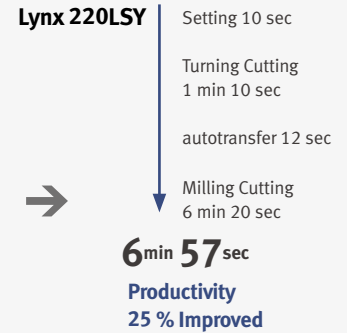 Lynx 220LSY
Setting 10 sec
Turning Cutting
1 min 10 sec
autotransfer 12 sec
Milling Cutting
6 min 20 sec
6min 57sec
Productivity
25 % Improved